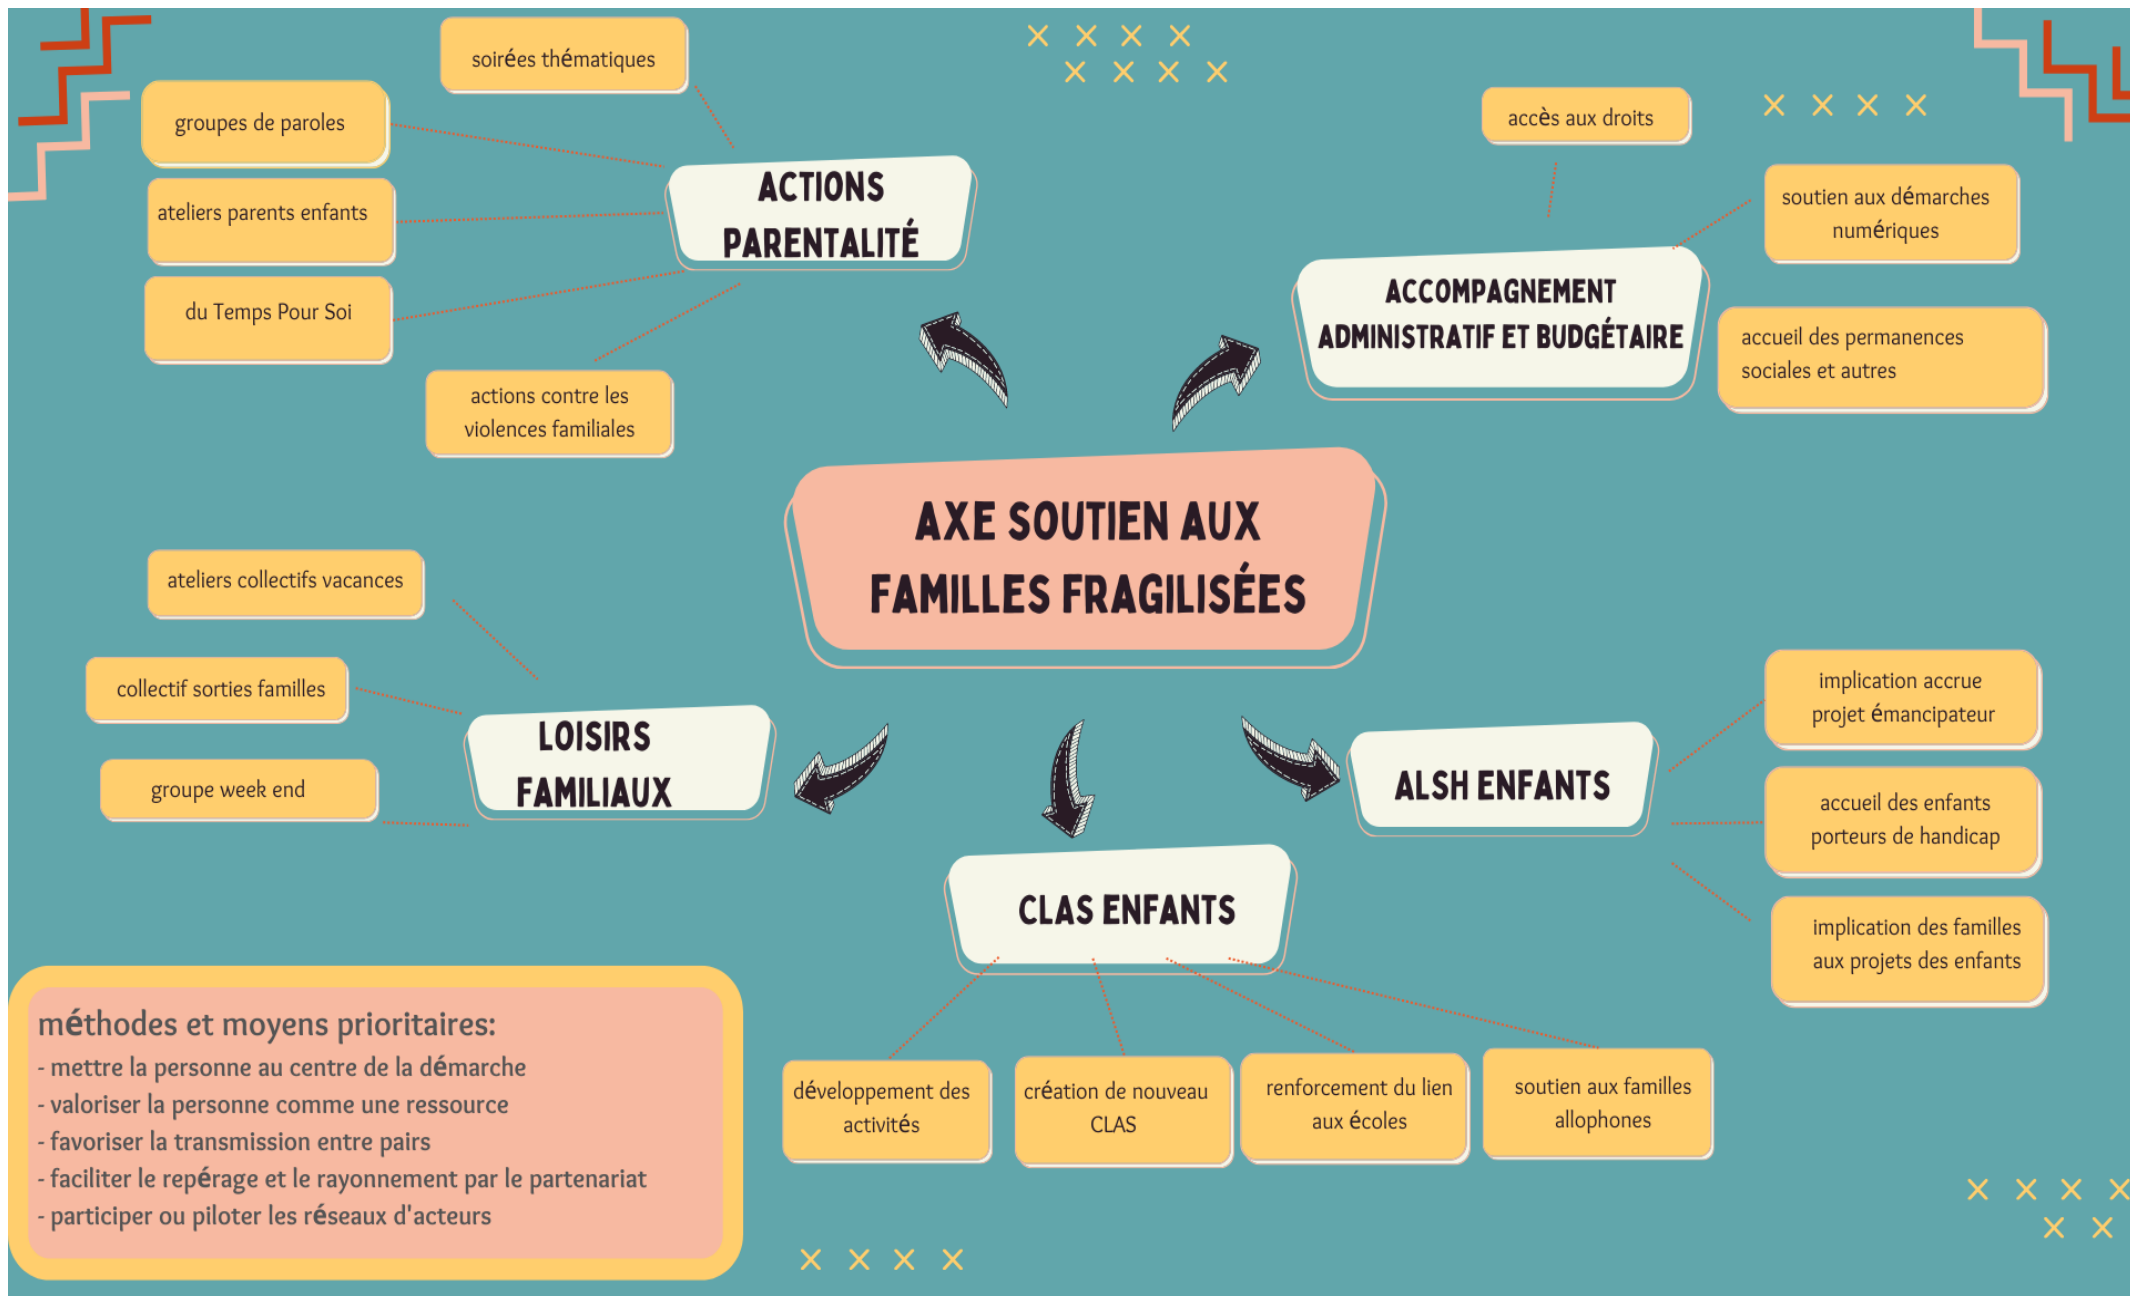 soirées thématiques
groupes de paroles
ateliers parents enfants
du Temps Pour Soi
actions contre les
violences familiales
ACTIONS
PARENTALITÉ
accès aux droits
soutien aux démarches
numériques
accueil des permanences
sociales et autres
ACCOMPAGNEMENT
ADMINISTRATIF ET BUDGÉTAIRE
AXE SOUTIEN AUX
FAMILLES FRAGILISÉES
ateliers collectifs vacances
collectif sorties familles
groupe week end
LOISIRS
FAMILIAUX
ALSH ENFANTS
implication accrue
projet émancipateur
accueil des enfants
porteurs de handicap
implication des familles
aux projets des enfants
CLAS ENFANTS
développement des
activités
création de nouveau
CLAS
renforcement du lien
aux écoles
soutien aux familles
allophones
méthodes et moyens prioritaires:
- mettre la personne au centre de la démarche
- valoriser la personne comme une ressource
- favoriser la transmission entre pairs
- faciliter le repérage et le rayonnement par le partenariat
- participer ou piloter les réseaux d'acteurs